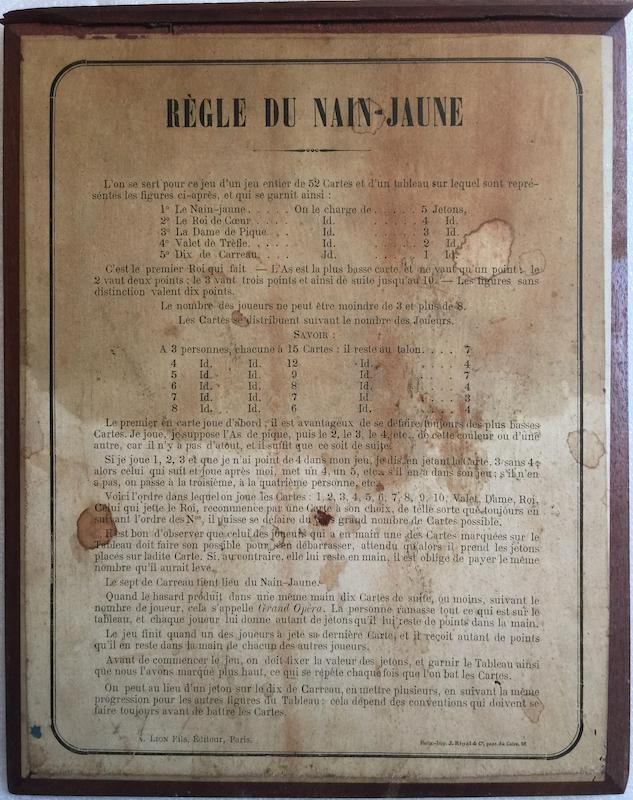 RÈGLE DU NAIN-JAUNE
L'on se sert pour ce jeu d'un jeu entier de 52 Cartes et d'un tableau sur lequel sont repré-
sentés les figures ci-après, et qui se garnit ainsi :
1º Le Nain-jaune . . . . . On le charge de . . . . . 5 Jetons,
2º Le Roi de Cœur . . . . Id. . . . . . 4 Id.
3º La Dame de Pique . . . Id. . . . . . 3 Id.
4º Valet de Trèfle. . . . . Id. . . . . . 2 Id.
5º Dix de Carreau. . . . . Jd. . . . . . 1 Id.
C'est le premier Roi qui fait — L'As est la plus basse carte et ne vaut qu'un point : le
2 vaut deux points ; le 3 vaut trois points et ainsi de suite jusqu'au 10. — Les figures sans
distinction valent dix points.
Le nombre des joueurs ne peut être moindre de 3 et plus de 8.
Les Cartes se distribuent suivant le nombre des Joueurs.
SAVOIR :
A 3 personnes, chacune à 15 Cartes : il reste au talon. . . . 7
4 Id. Id. 12 Id. 4
5 Id. Id. 9 Id. 7
6 Id. Id. 8 Id. 4
7 Id. Id. 7 Id. 3
8 Id. Id. 6 Id. 4
Le premier en carte joue d'abord ; il est avantageux de se défaire toujours des plus basses
Cartes. Je joue, je suppose l'As de pique, puis le 2, le 3, le 4, etc., de cette couleur ou d'une
autre, car il n'y a pas d'atout, et il suffit que ce soit de suite.
Si je joue 1, 2, 3 et que je n'ai point de 4 dans mon jeu, je dis, en jetant la Carte, 3 sans 4 ;
alors celui qui suit et joue après moi, met un 4, un 5, etc., s'il en a dans son jeu ; s'il n'en
a pas, on passe à la troisième, à la quatrième personne, etc.
Voici l'ordre dans lequel on joue les Cartes : 1, 2, 3, 4, 5, 6, 7, 8, 9, 10, Valet, Dame, Roi,
Celui qui jette le Roi, recommence par une Carte à son choix, de telle sorte que toujours en
suivant l'ordre des Nos, il puisse se défaire du plus grand nombre de Cartes possible.
Il est bon d'observer que celui des joueurs qui a en main une des Cartes marquées sur le
Tableau doit faire son possible pour s'en débarrasser, attendu qu'alors il prend les jetons
placés sur ladite Carte. Si, au contraire, elle lui reste en main, il est obligé de payer le même
nombre qu'il aurait levé.
Le sept de Carreau tient lieu du Nain-Jaune.
Quand le hasard produit dans une même main dix Cartes de suite, ou moins, suivant le
nombre de joueur, cela s'appelle Grand Opéra. La personne ramasse tout ce qui est sur le
tableau, et chaque joueur lui donne autant de jetons qu'il lui reste de points dans la main.
Le jeu finit quand un des joueurs à jeté sa dernière Carte, et il reçoit autant de points
qu'il en reste dans la main de chacun des autres joueurs.
Avant de commencer le jeu, on doit fixer la valeur des jetons, et garnir le Tableau ainsi
que nous l'avons marqué plus haut, ce qui se répète chaque fois que l'on bat les Cartes.
On peut au lieu d'un jeton sur le dix de Carreau, en mettre plusieurs, en suivant la même
progression pour les autres figures du Tableau : cela dépend des conventions qui doivent se
faire toujours avant de battre les Cartes.
A. LION Fils, Éditeur, Paris.
J. Rigal & Cie, pass. du Caire,